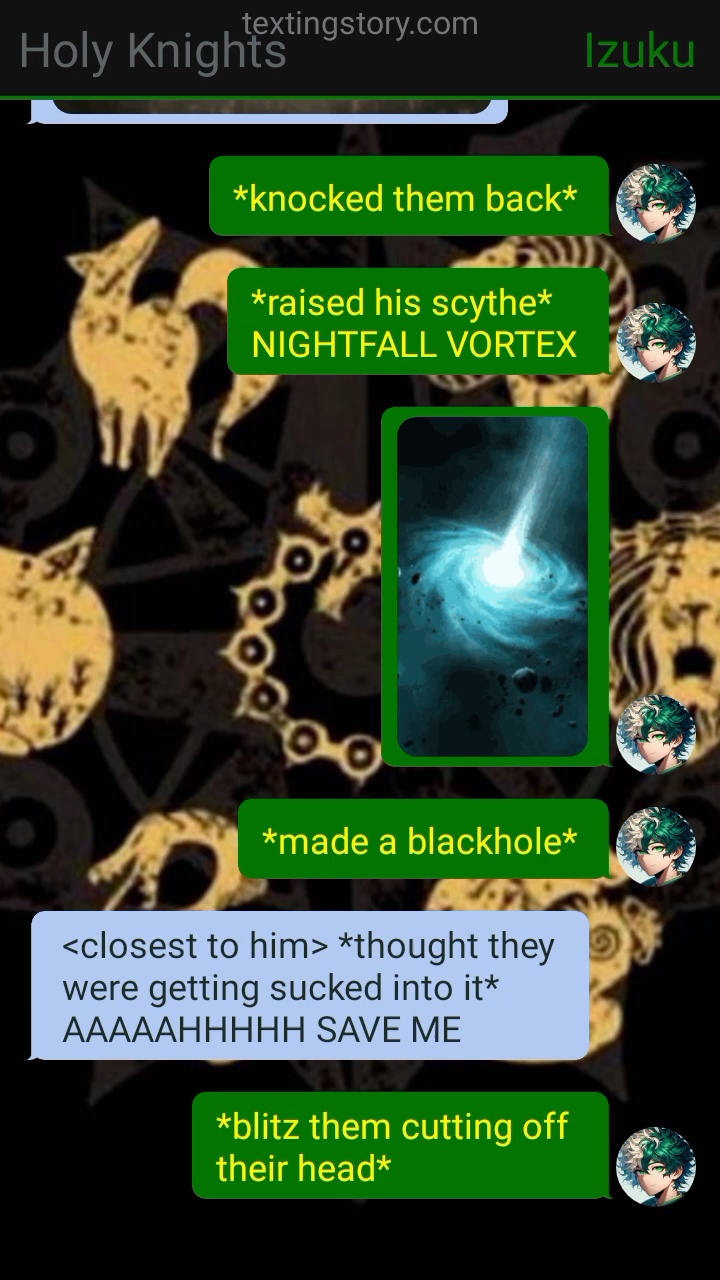 textingstory.com
Holy Knights
Izuku
*knocked them back*
*raised his scythe*
NIGHTFALL VORTEX
*made a blackhole*
<closest to him> *thought they
were getting sucked into it*
AAAAAHHHHH SAVE ME
*blitz them cutting off
their head*